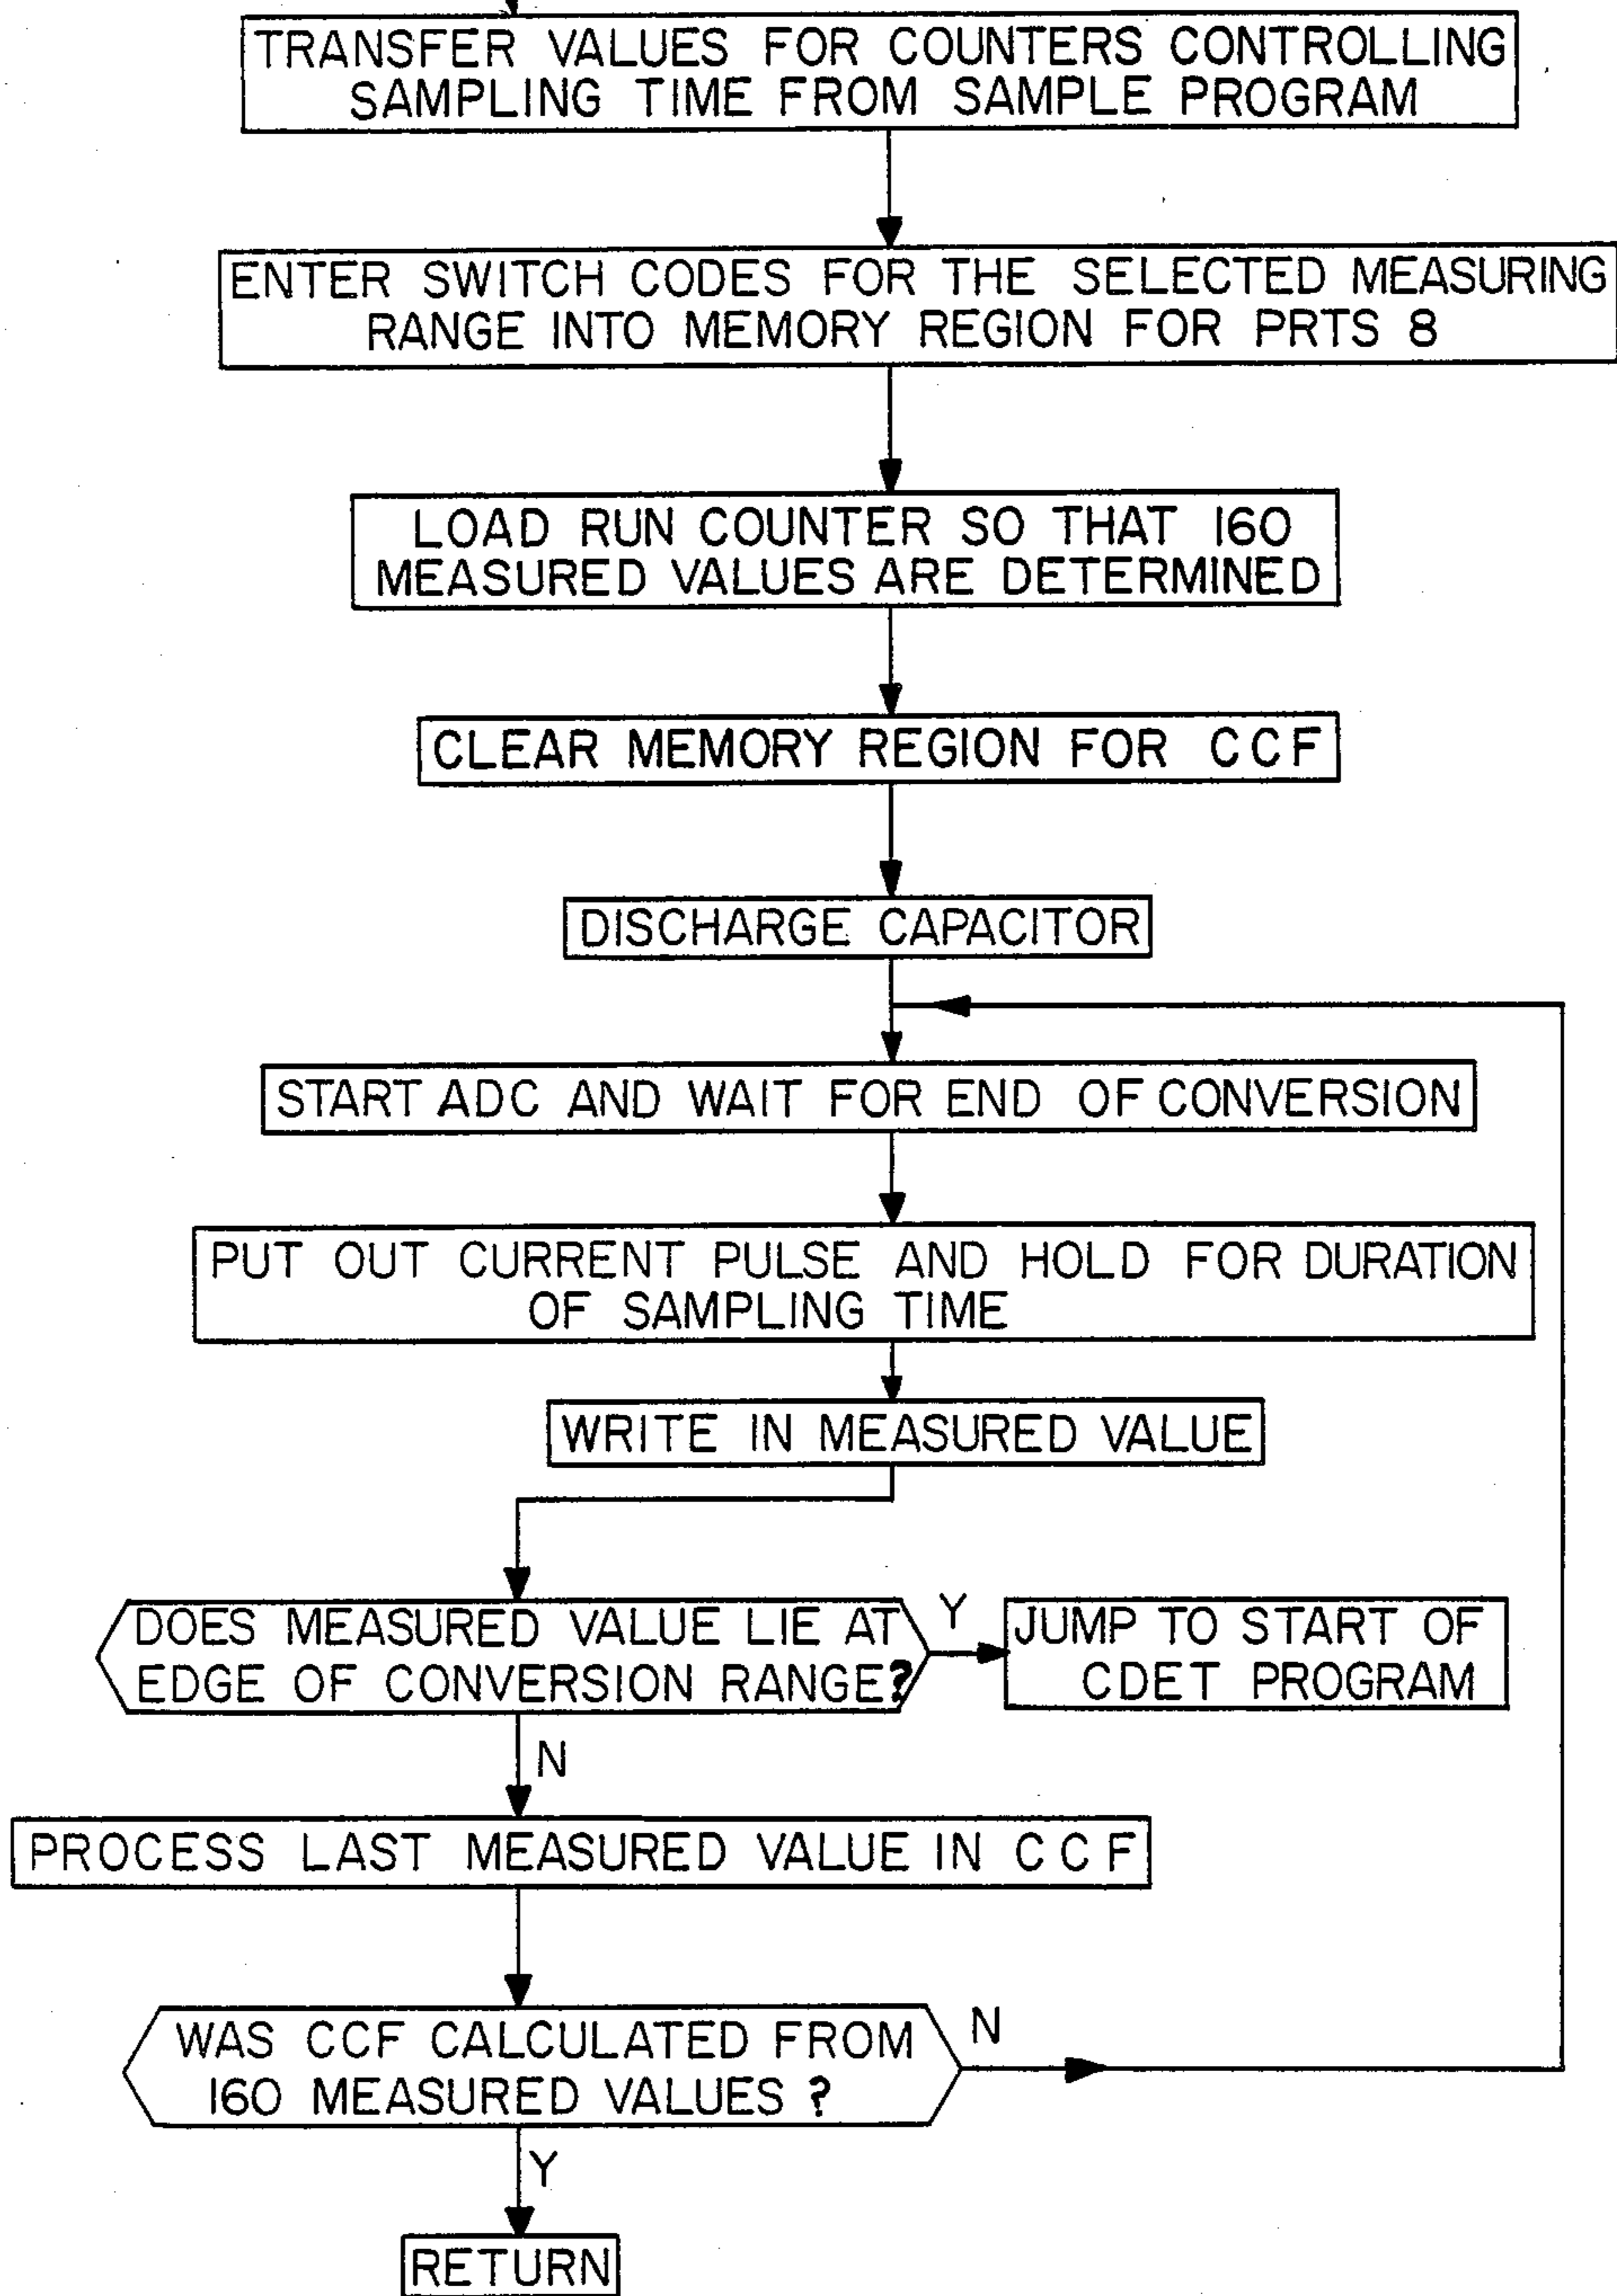 TRANSFER VALUES FOR COUNTERS CONTROLLING
SAMPLING TIME FROM SAMPLE PROGRAM
ENTER SWITCH CODES FOR THE SELECTED MEASURING
RANGE INTO MEMORY REGION FOR PRTS 8
LOAD RUN COUNTER SO THAT 160
MEASURED VALUES ARE DETERMINED
CLEAR MEMORY REGION FOR CCF
DISCHARGE CAPACITOR
START ADC AND WAIT FOR END OF CONVERSION
PUT OUT CURRENT PULSE AND HOLD FOR DURATION
OF SAMPLING TIME
WRITE IN MEASURED VALUE
DOES MEASURED VALUE LIE AT
EDGE OF CONVERSION RANGE?
Y
JUMP TO START OF
CDET PROGRAM
N
PROCESS LAST MEASURED VALUE IN CCF
WAS CCF CALCULATED FROM
160 MEASURED VALUES ?
N
Y
RETURN